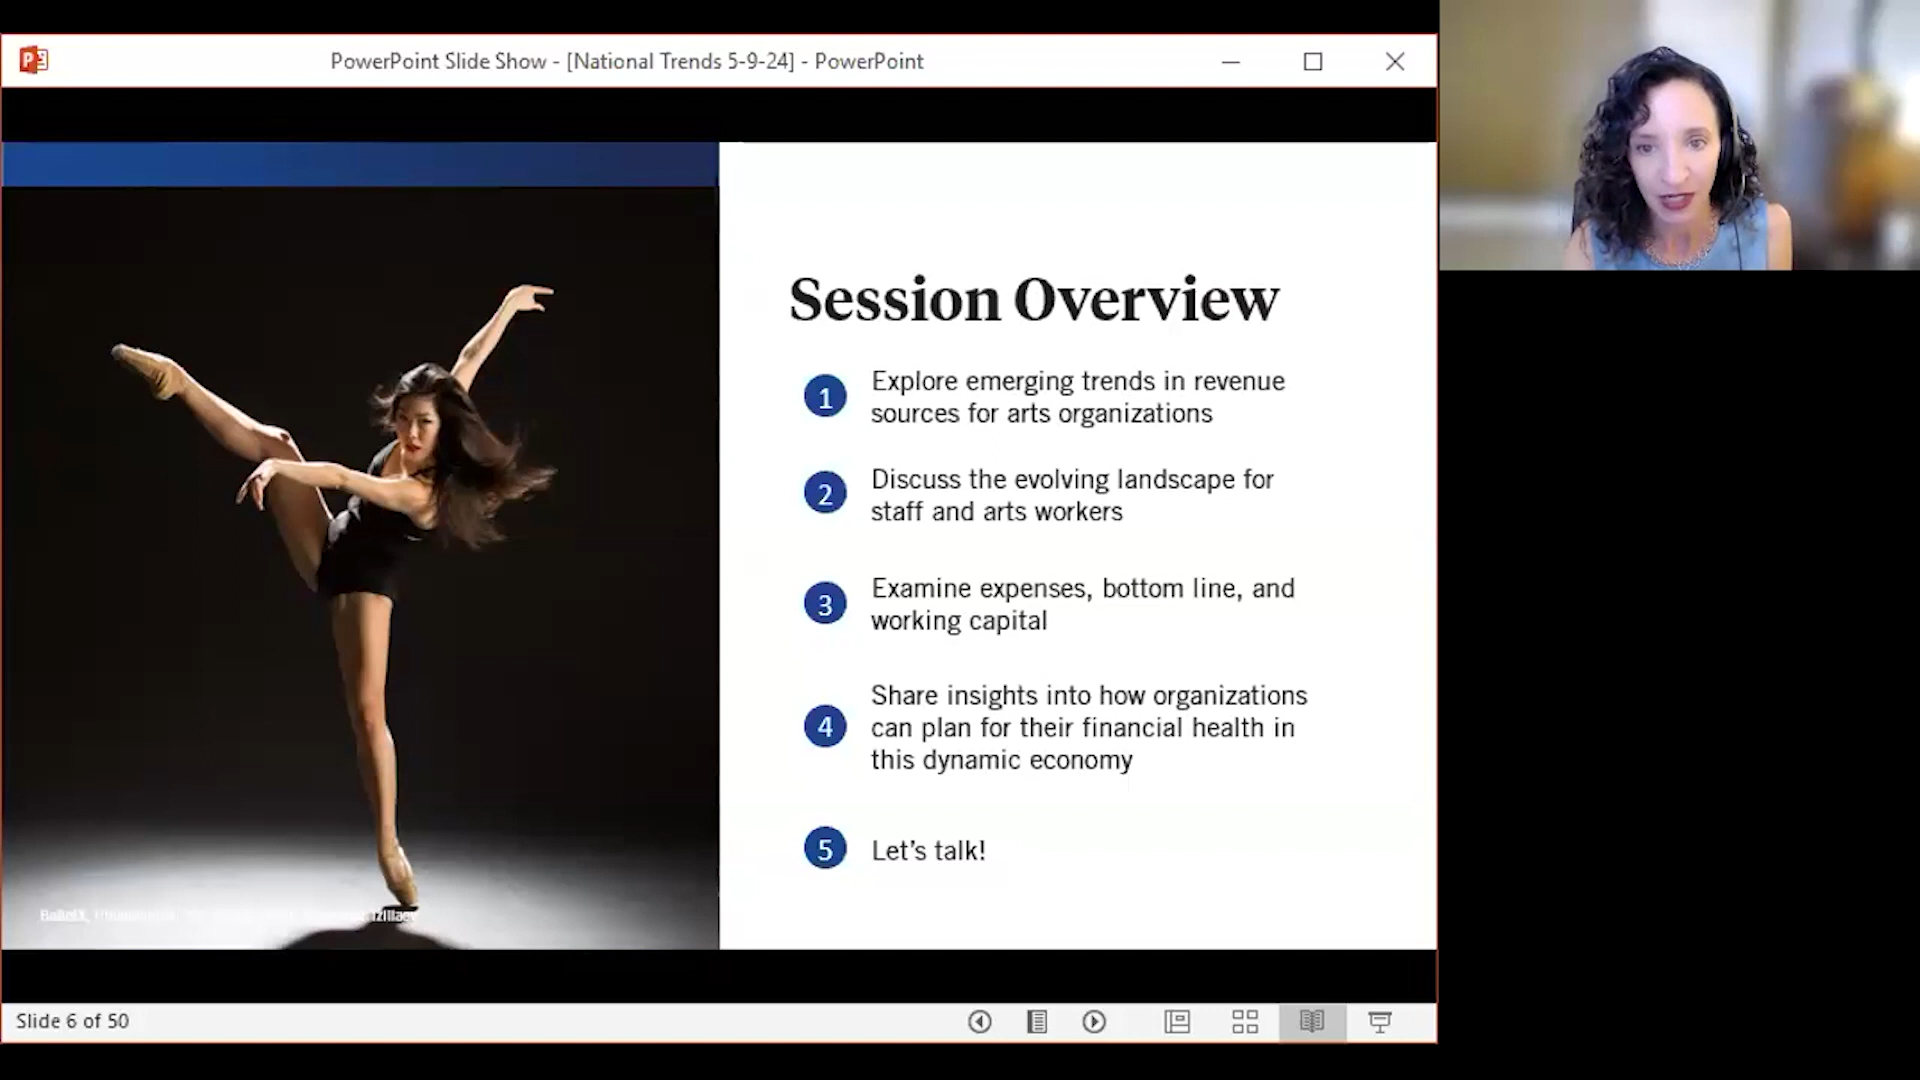 PowerPoint Slide Show - [National Trends 5-9-24] - PowerPoint
Session Overview
1 Explore emerging trends in revenue
sources for arts organizations
2 Discuss the evolving landscape for
staff and arts workers
3 Examine expenses, bottom line, and
working capital
4 Share insights into how organizations
can plan for their financial health in
this dynamic economy
5 Let’s talk!
BalletX,
Slide 6 of 50